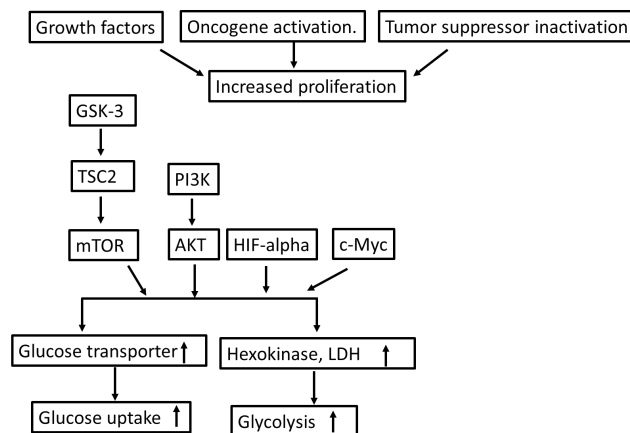 Growth factors
Oncogene activation.
Tumor suppressor inactivation
Increased proliferation
GSK-3
TSC2
PI3K
mTOR
AKT
HIF-alpha
c-Myc
Glucose transporter
Hexokinase, LDH
Glucose uptake
Glycolysis